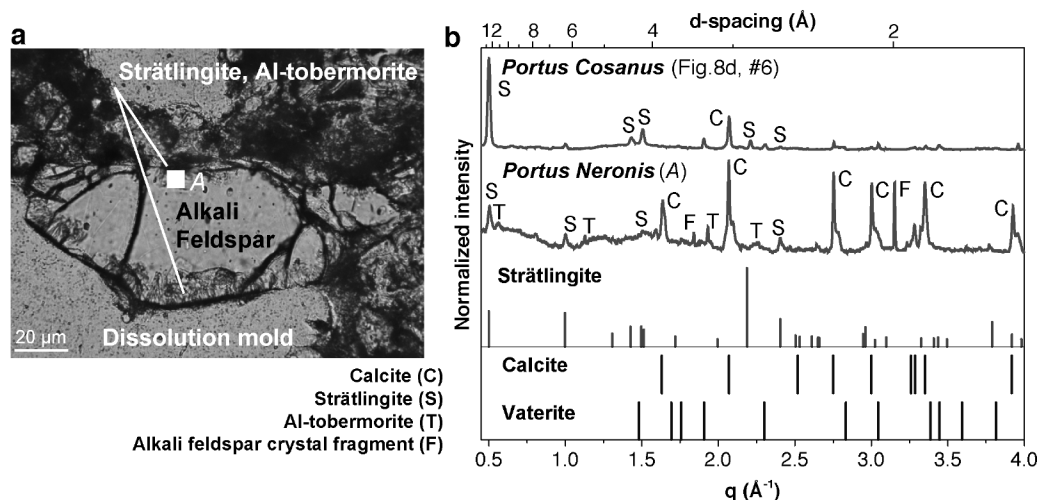 a
Strätlingite, Al-tobermorite
A
Alkali
Feldspar
20 µm
Dissolution mold
Calcite (C)
Strätlingite (S)
Al-tobermorite (T)
Alkali feldspar crystal fragment (F)
b
d-spacing (Å)
12 8 6 4 2
Portus Cosanus (Fig.8d, #6)
S
S S C S S
Portus Neronis (A)
S T S T S C F T C T S C C F C C
Normalized intensity
Strätlingite
Calcite
Vaterite
0.5 1.0 1.5 2.0 2.5 3.0 3.5 4.0
q (Å⁻¹)